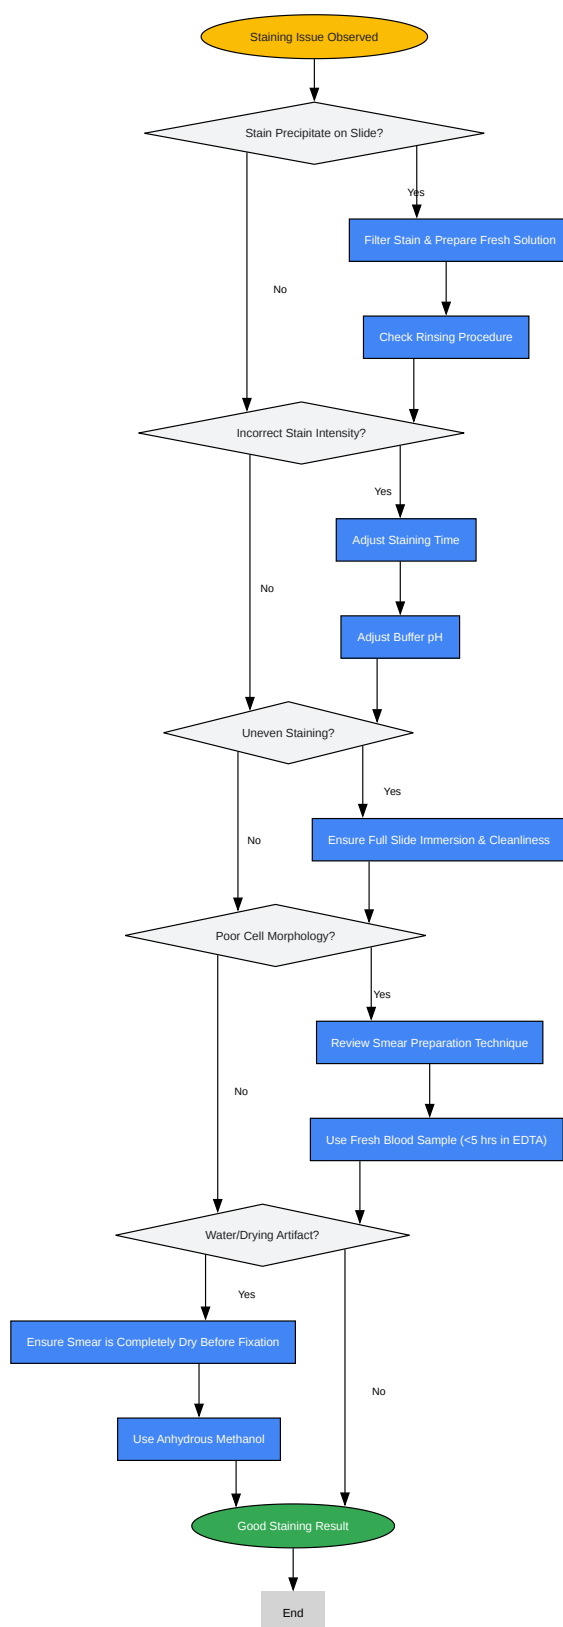 Staining Issue Observed
Stain Precipitate on Slide?
Yes
Filter Stain & Prepare Fresh Solution
No
Check Rinsing Procedure
Incorrect Stain Intensity?
Yes
Adjust Staining Time
No
Adjust Buffer pH
Uneven Staining?
Yes
Ensure Full Slide Immersion & Cleanliness
No
Poor Cell Morphology?
Yes
Review Smear Preparation Technique
No
Use Fresh Blood Sample (<5 hrs in EDTA)
Water/Drying Artifact?
Yes
Ensure Smear is Completely Dry Before Fixation
No
Use Anhydrous Methanol
Good Staining Result
End